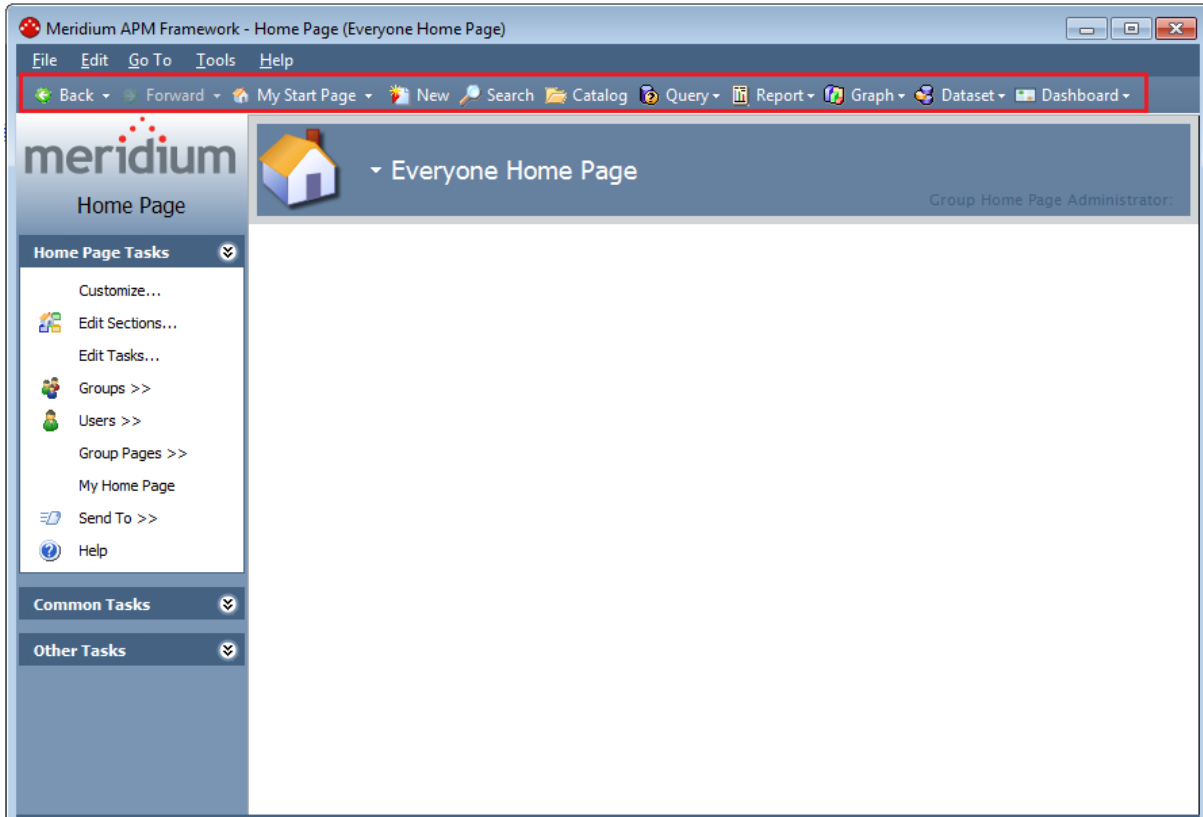 Meridium APM Framework - Home Page (Everyone Home Page)
File Edit Go To Tools Help
Back Forward My Start Page New Search Catalog Query Report Graph Dataset Dashboard
meridium
Home Page
Everyone Home Page
Group Home Page Administrator:
Home Page Tasks
Customize...
Edit Sections...
Edit Tasks...
Groups >>
Users >>
Group Pages >>
My Home Page
Send To >>
Help
Common Tasks
Other Tasks